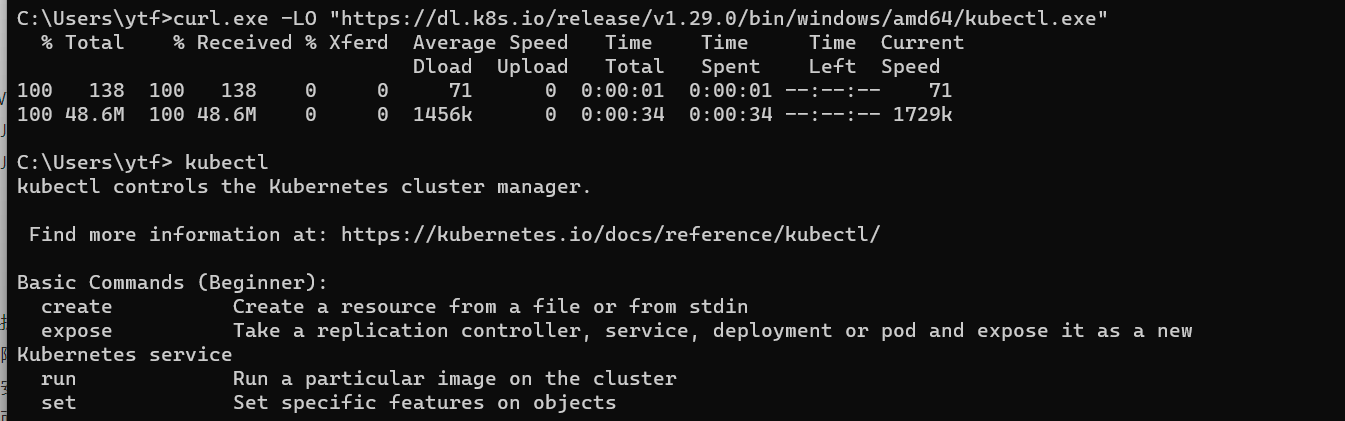 C:\Users\ytf>curl.exe -LO "https://dl.k8s.io/release/v1.29.0/bin/windows/amd64/kubectl.exe"
  % Total    % Received % Xferd  Average Speed   Time    Time     Time  Current
                                 Dload  Upload   Total   Spent    Left  Speed
100   138  100   138    0     0     71      0  0:00:01  0:00:01 --:--:--    71
100 48.6M  100 48.6M    0     0  1456k      0  0:00:34  0:00:34 --:--:-- 1729k
C:\Users\ytf> kubectl
kubectl controls the Kubernetes cluster manager.
 Find more information at: https://kubernetes.io/docs/reference/kubectl/
Basic Commands (Beginner):
  create          Create a resource from a file or from stdin
  expose          Take a replication controller, service, deployment or pod and expose it as a new
Kubernetes service
  run             Run a particular image on the cluster
  set             Set specific features on objects